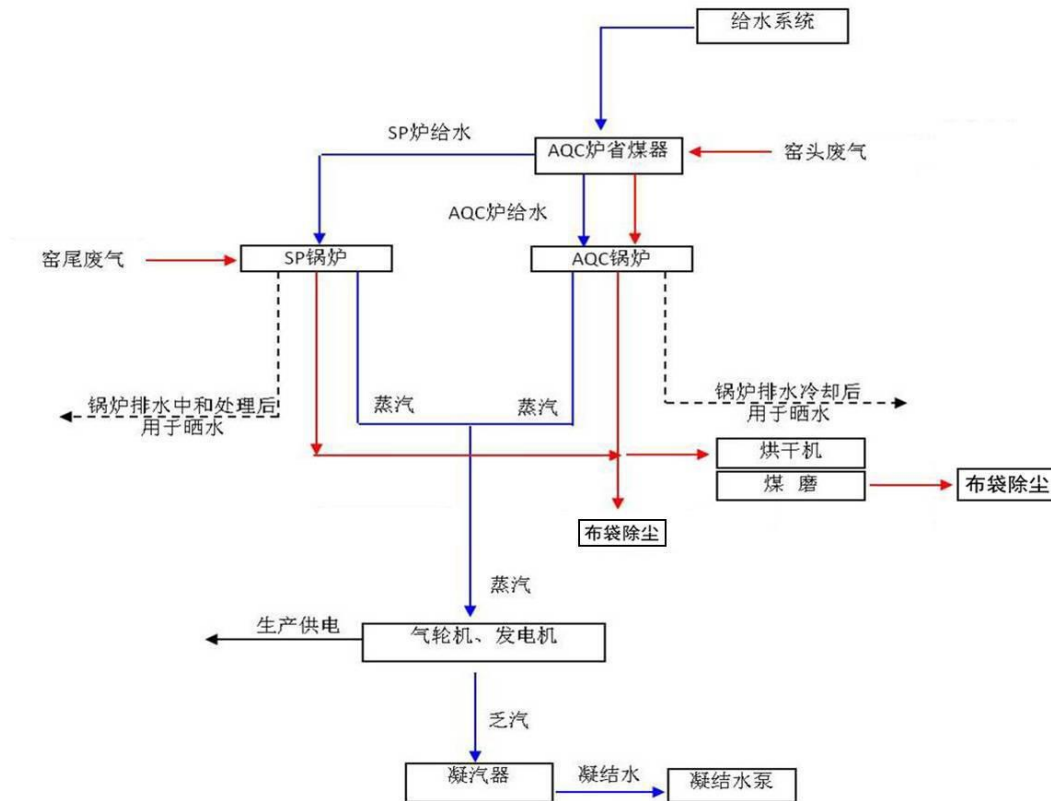 给水系统
SP炉给水
AQC炉省煤器
窑头废气
AQC炉给水
窑尾废气
SP锅炉
AQC锅炉
锅炉排水中和处理后
用于晒水
蒸汽
蒸汽
锅炉排水冷却后
用于晒水
烘干机
煤 磨
布袋除尘
布袋除尘
蒸汽
生产供电
气轮机、发电机
乏汽
凝汽器
凝结水
凝结水泵